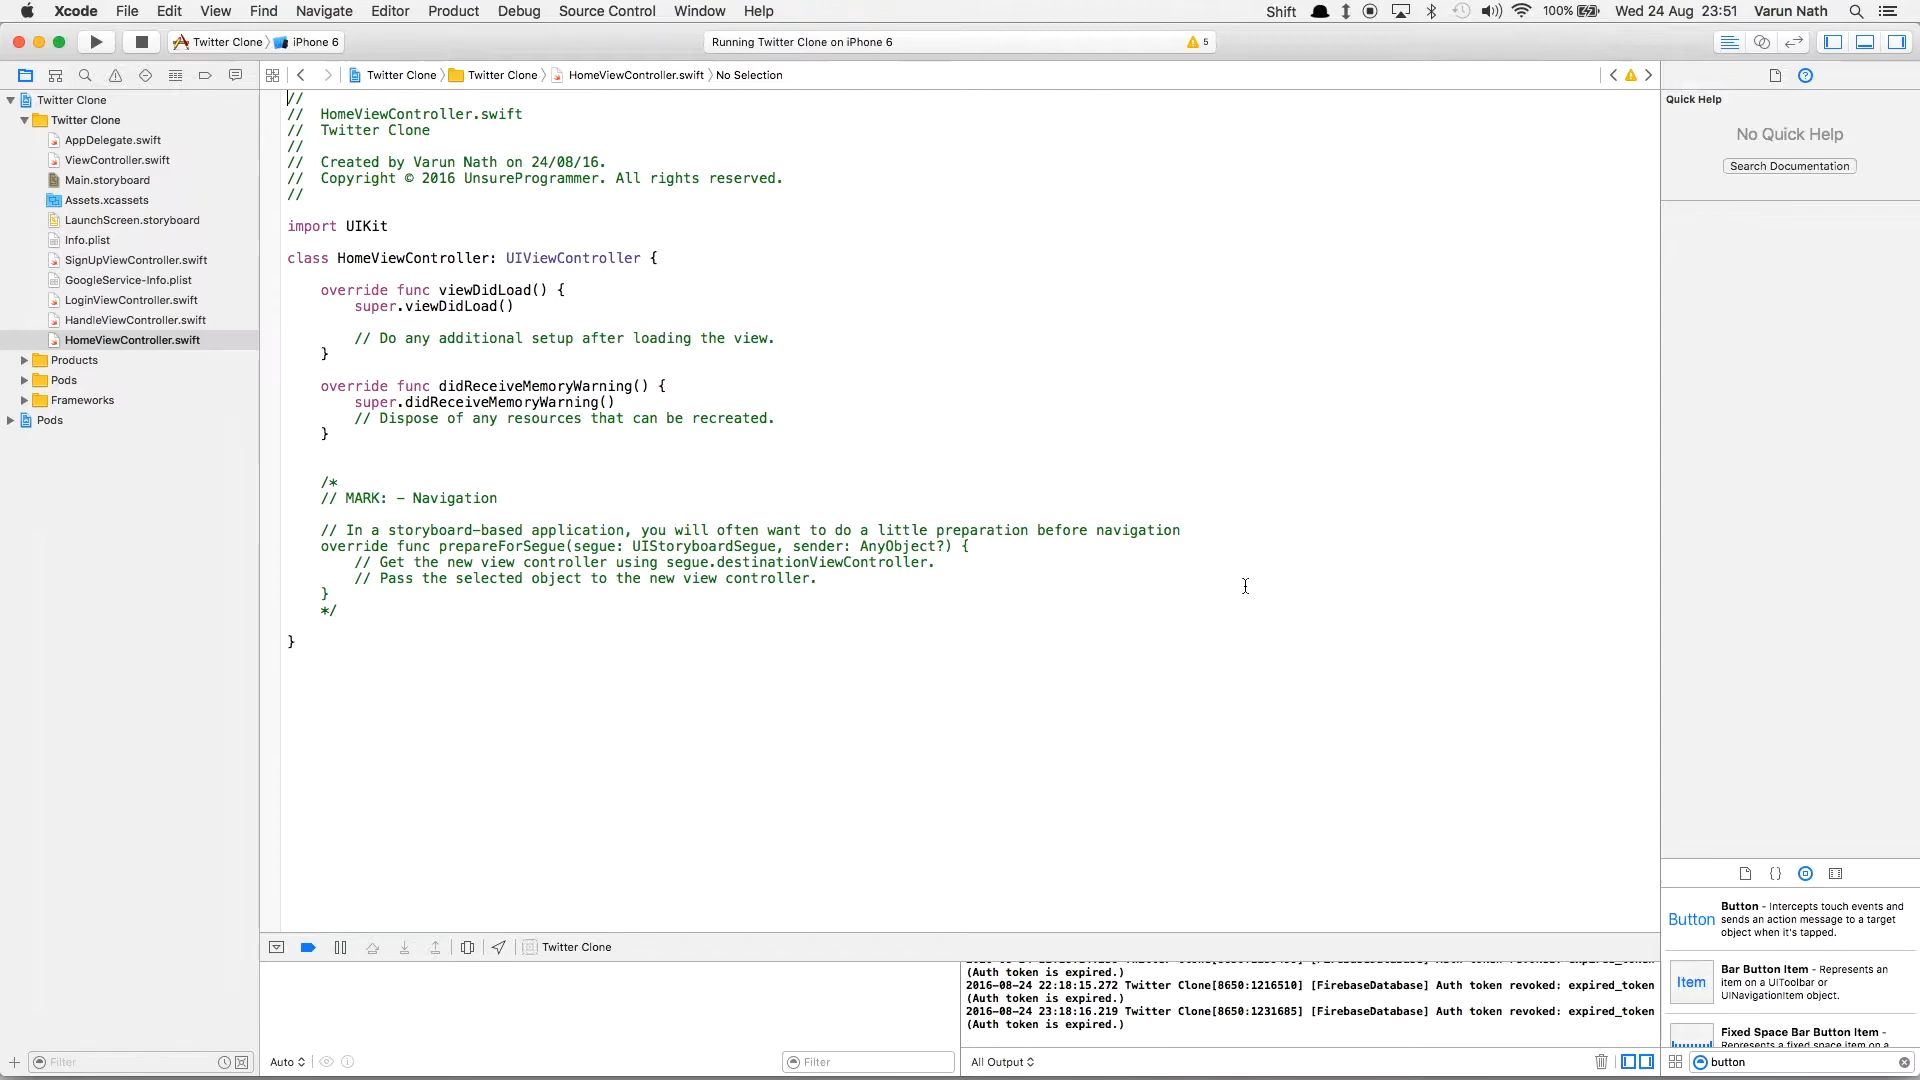 Xcode File Edit View Find Navigate Editor Product Debug Source Control Window Help Shift 100% Wed 24 Aug 23:51 Varun Nath
Twitter Clone iPhone 6 Running Twitter Clone on iPhone 6 5
Twitter Clone Twitter Clone HomeViewController.swift No Selection
Twitter Clone
Twitter Clone
AppDelegate.swift
ViewController.swift
Main.storyboard
Assets.xcassets
LaunchScreen.storyboard
Info.plist
SignUpViewController.swift
GoogleService-Info.plist
LoginViewController.swift
HandleViewController.swift
HomeViewController.swift
Products
Pods
Frameworks
Pods
Filter
//
// HomeViewController.swift
// Twitter Clone
//
// Created by Varun Nath on 24/08/16.
// Copyright © 2016 UnsureProgrammer. All rights reserved.
//
import UIKit
class HomeViewController: UIViewController {
override func viewDidLoad() {
super.viewDidLoad()
// Do any additional setup after loading the view.
}
override func didReceiveMemoryWarning() {
super.didReceiveMemoryWarning()
// Dispose of any resources that can be recreated.
}
/*
// MARK: - Navigation
// In a storyboard-based application, you will often want to do a little preparation before navigation
override func prepareForSegue(segue: UIStoryboardSegue, sender: AnyObject?) {
// Get the new view controller using segue.destinationViewController.
// Pass the selected object to the new view controller.
}
*/
}
Twitter Clone
(Auth token is expired.)
2016-08-24 22:18:15.272 Twitter Clone[8650:1216510] [FirebaseDatabase] Auth token revoked: expired_token
(Auth token is expired.)
2016-08-24 23:18:16.219 Twitter Clone[8650:1231685] [FirebaseDatabase] Auth token revoked: expired_token
(Auth token is expired.)
Auto Filter All Output
Quick Help
No Quick Help
Search Documentation
{}
Button Button - Intercepts touch events and
sends an action message to a target
object when it's tapped.
Item Bar Button Item - Represents an
item on a UIToolbar or
UINavigationItem object.
Fixed Space Bar Button Item -
Represents a fixed space item on a
button